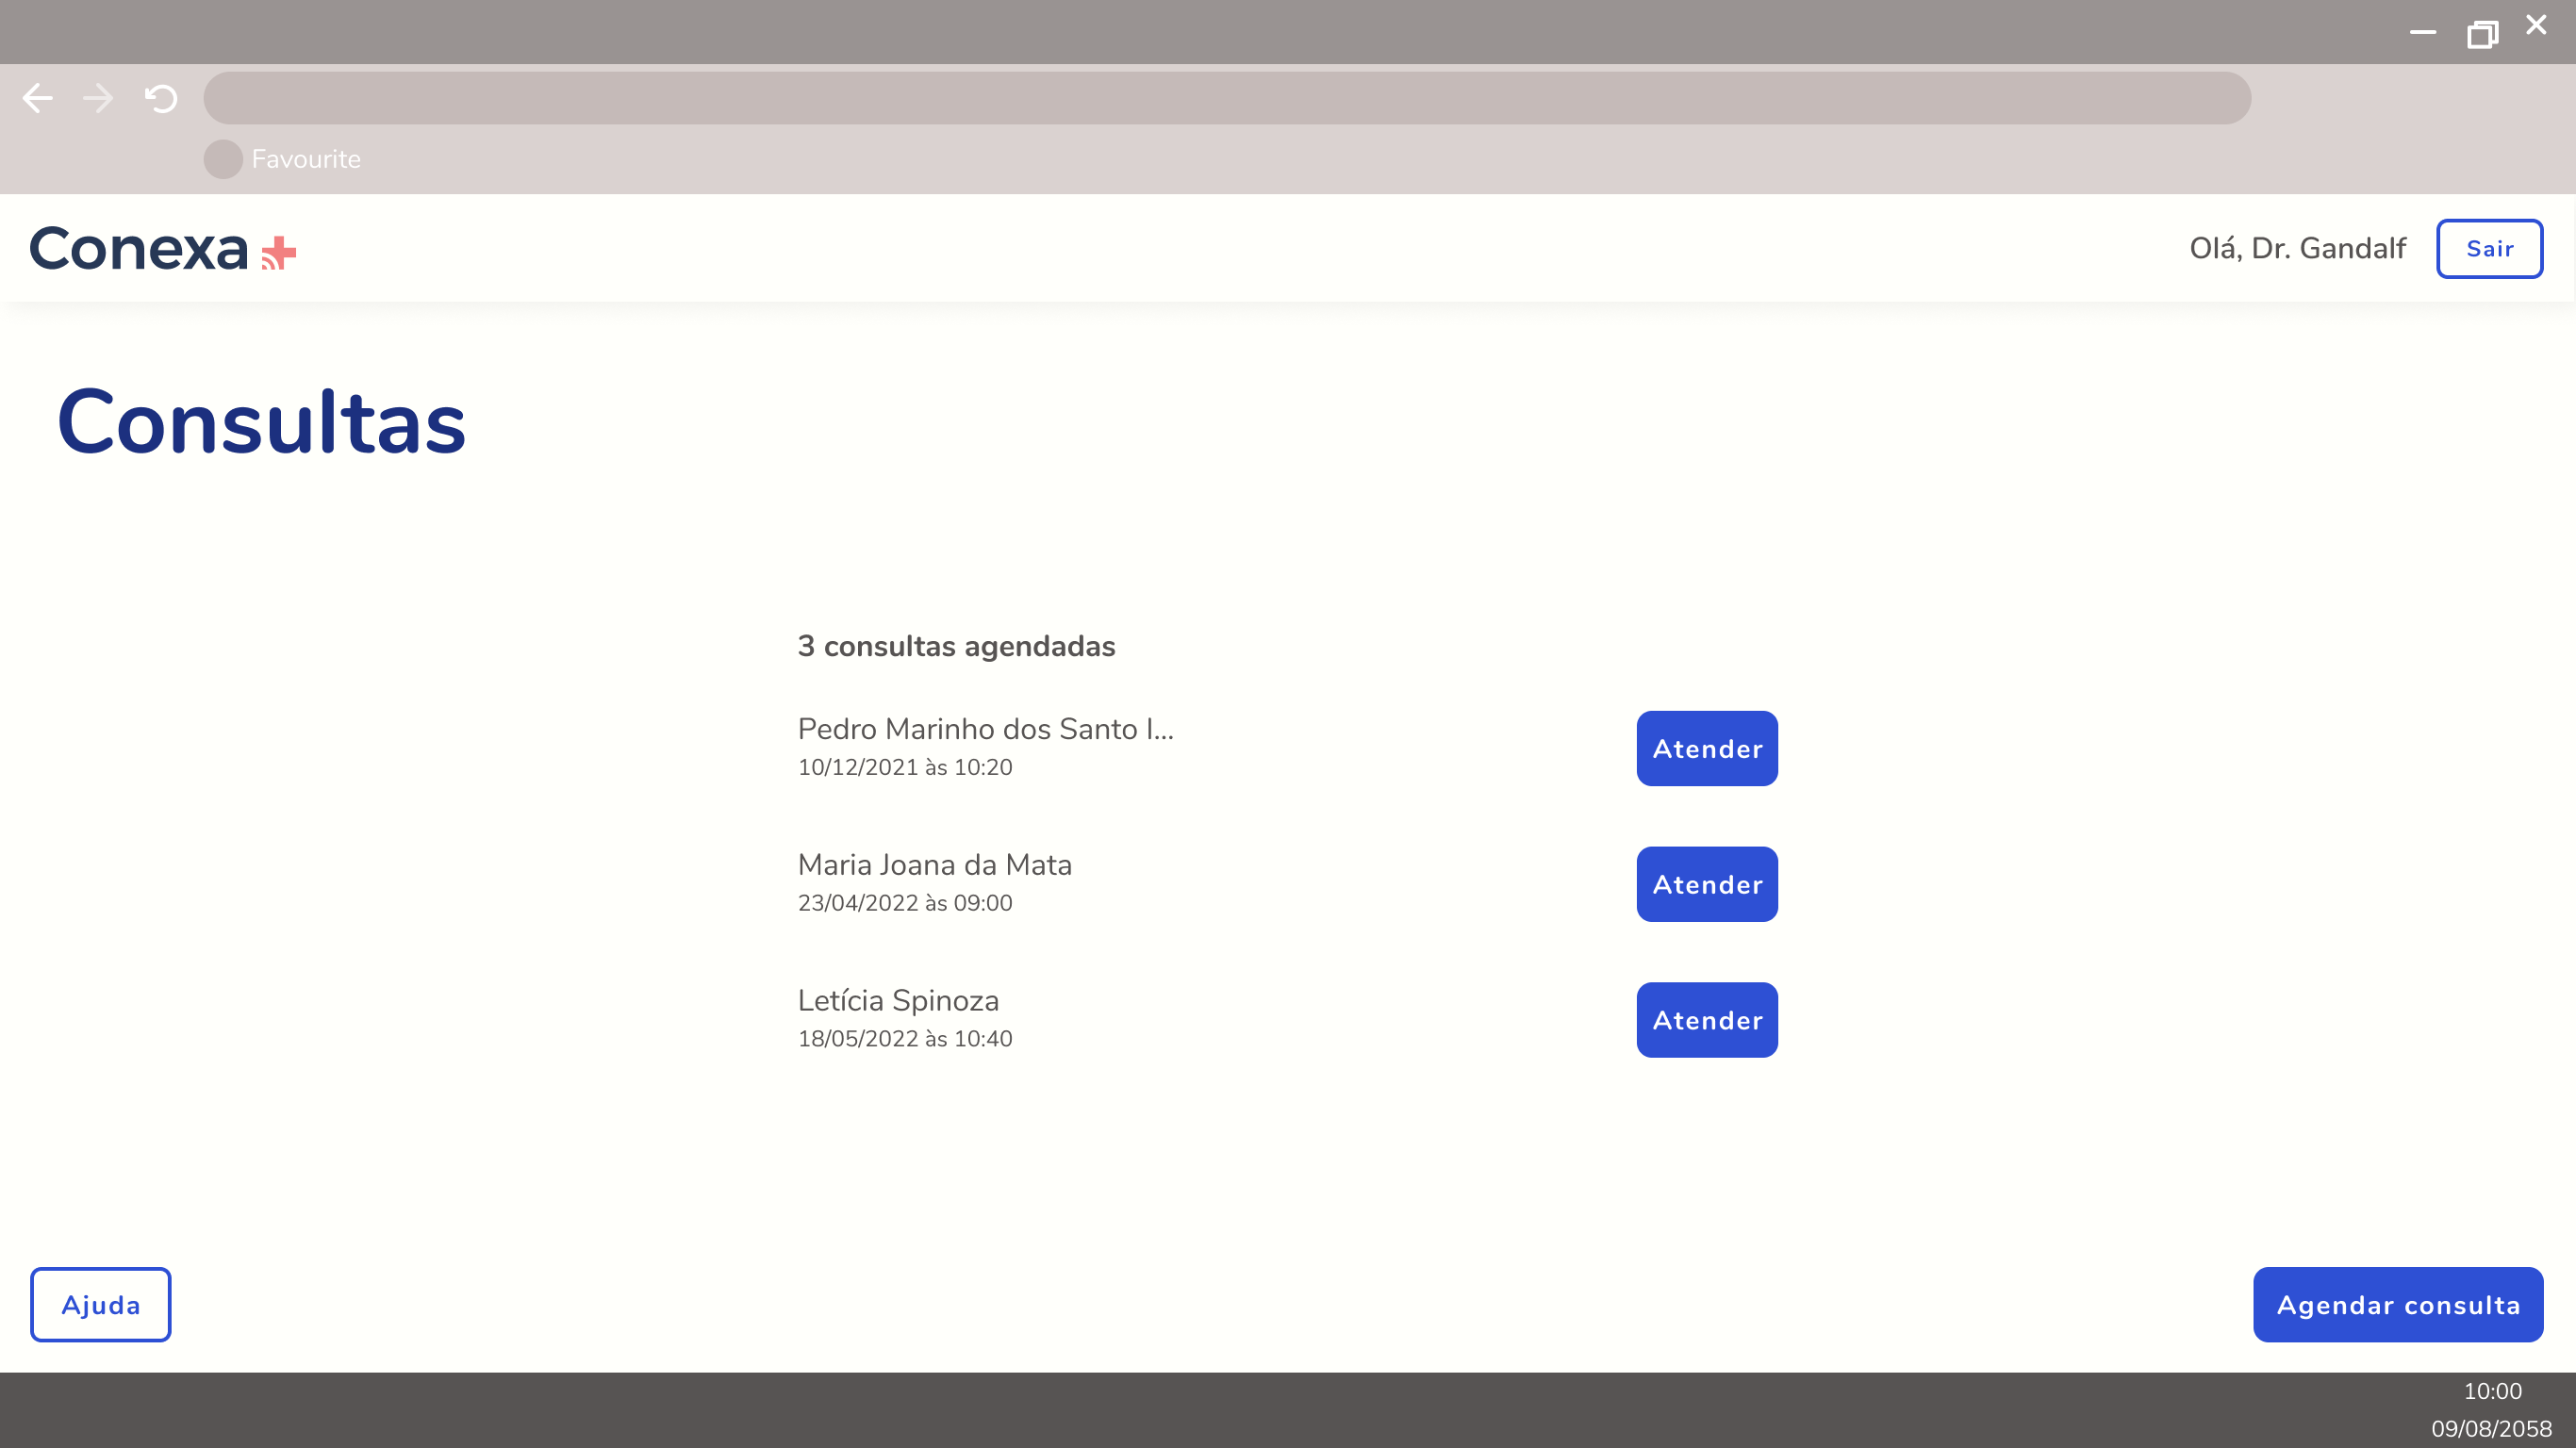 Favourite
Conexa
Olá, Dr. Gandalf
Sair
Consultas
3 consultas agendadas
Pedro Marinho dos Santo I...
10/12/2021 às 10:20
Atender
Maria Joana da Mata
23/04/2022 às 09:00
Atender
Letícia Spinoza
18/05/2022 às 10:40
Atender
Ajuda
Agendar consulta
10:00
09/08/2058